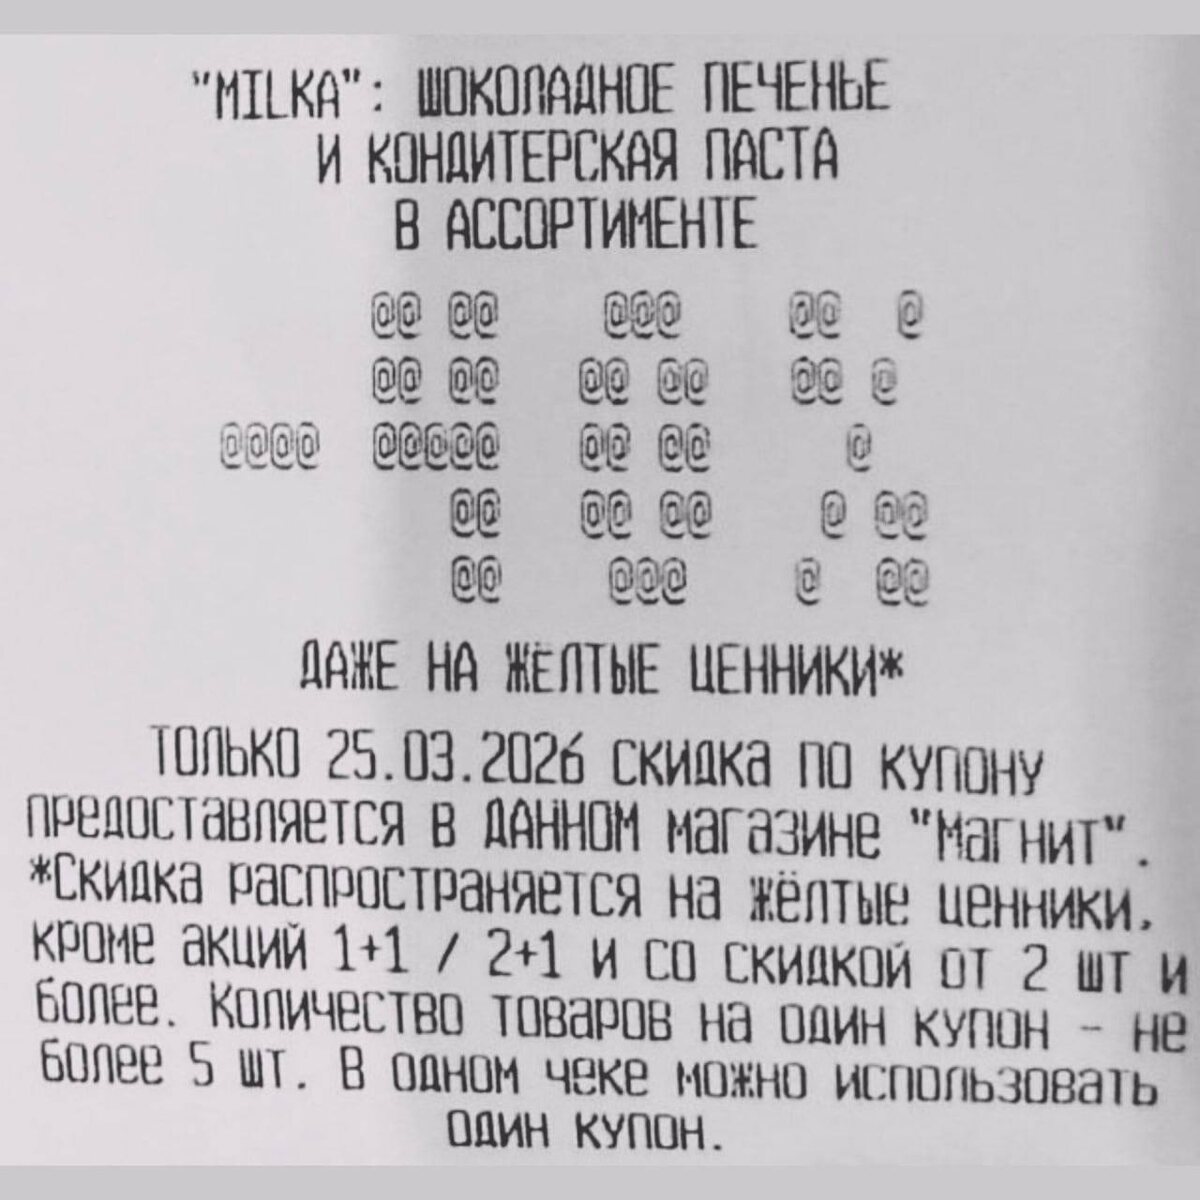 "MILKA": ШОКОЛАДНОЕ ПЕЧЕНЬЕ
И КОНДИТЕРСКАЯ ПАСТА
В АССОРТИМЕНТЕ
-40%
ДАЖЕ НА ЖЁЛТЫЕ ЦЕННИКИ*
ТОЛЬКО 25.03.2026 СКИДКА ПО КУПОНУ
предоставляется в ДАННОМ магазине "Магнит".
*Скидка распространяется на жёлтые ценники,
кроме акций 1+1 / 2+1 и со скидкой от 2 шт и
более. Количество товаров на один купон - не
более 5 шт. В одном чеке можно использовать
один купон.